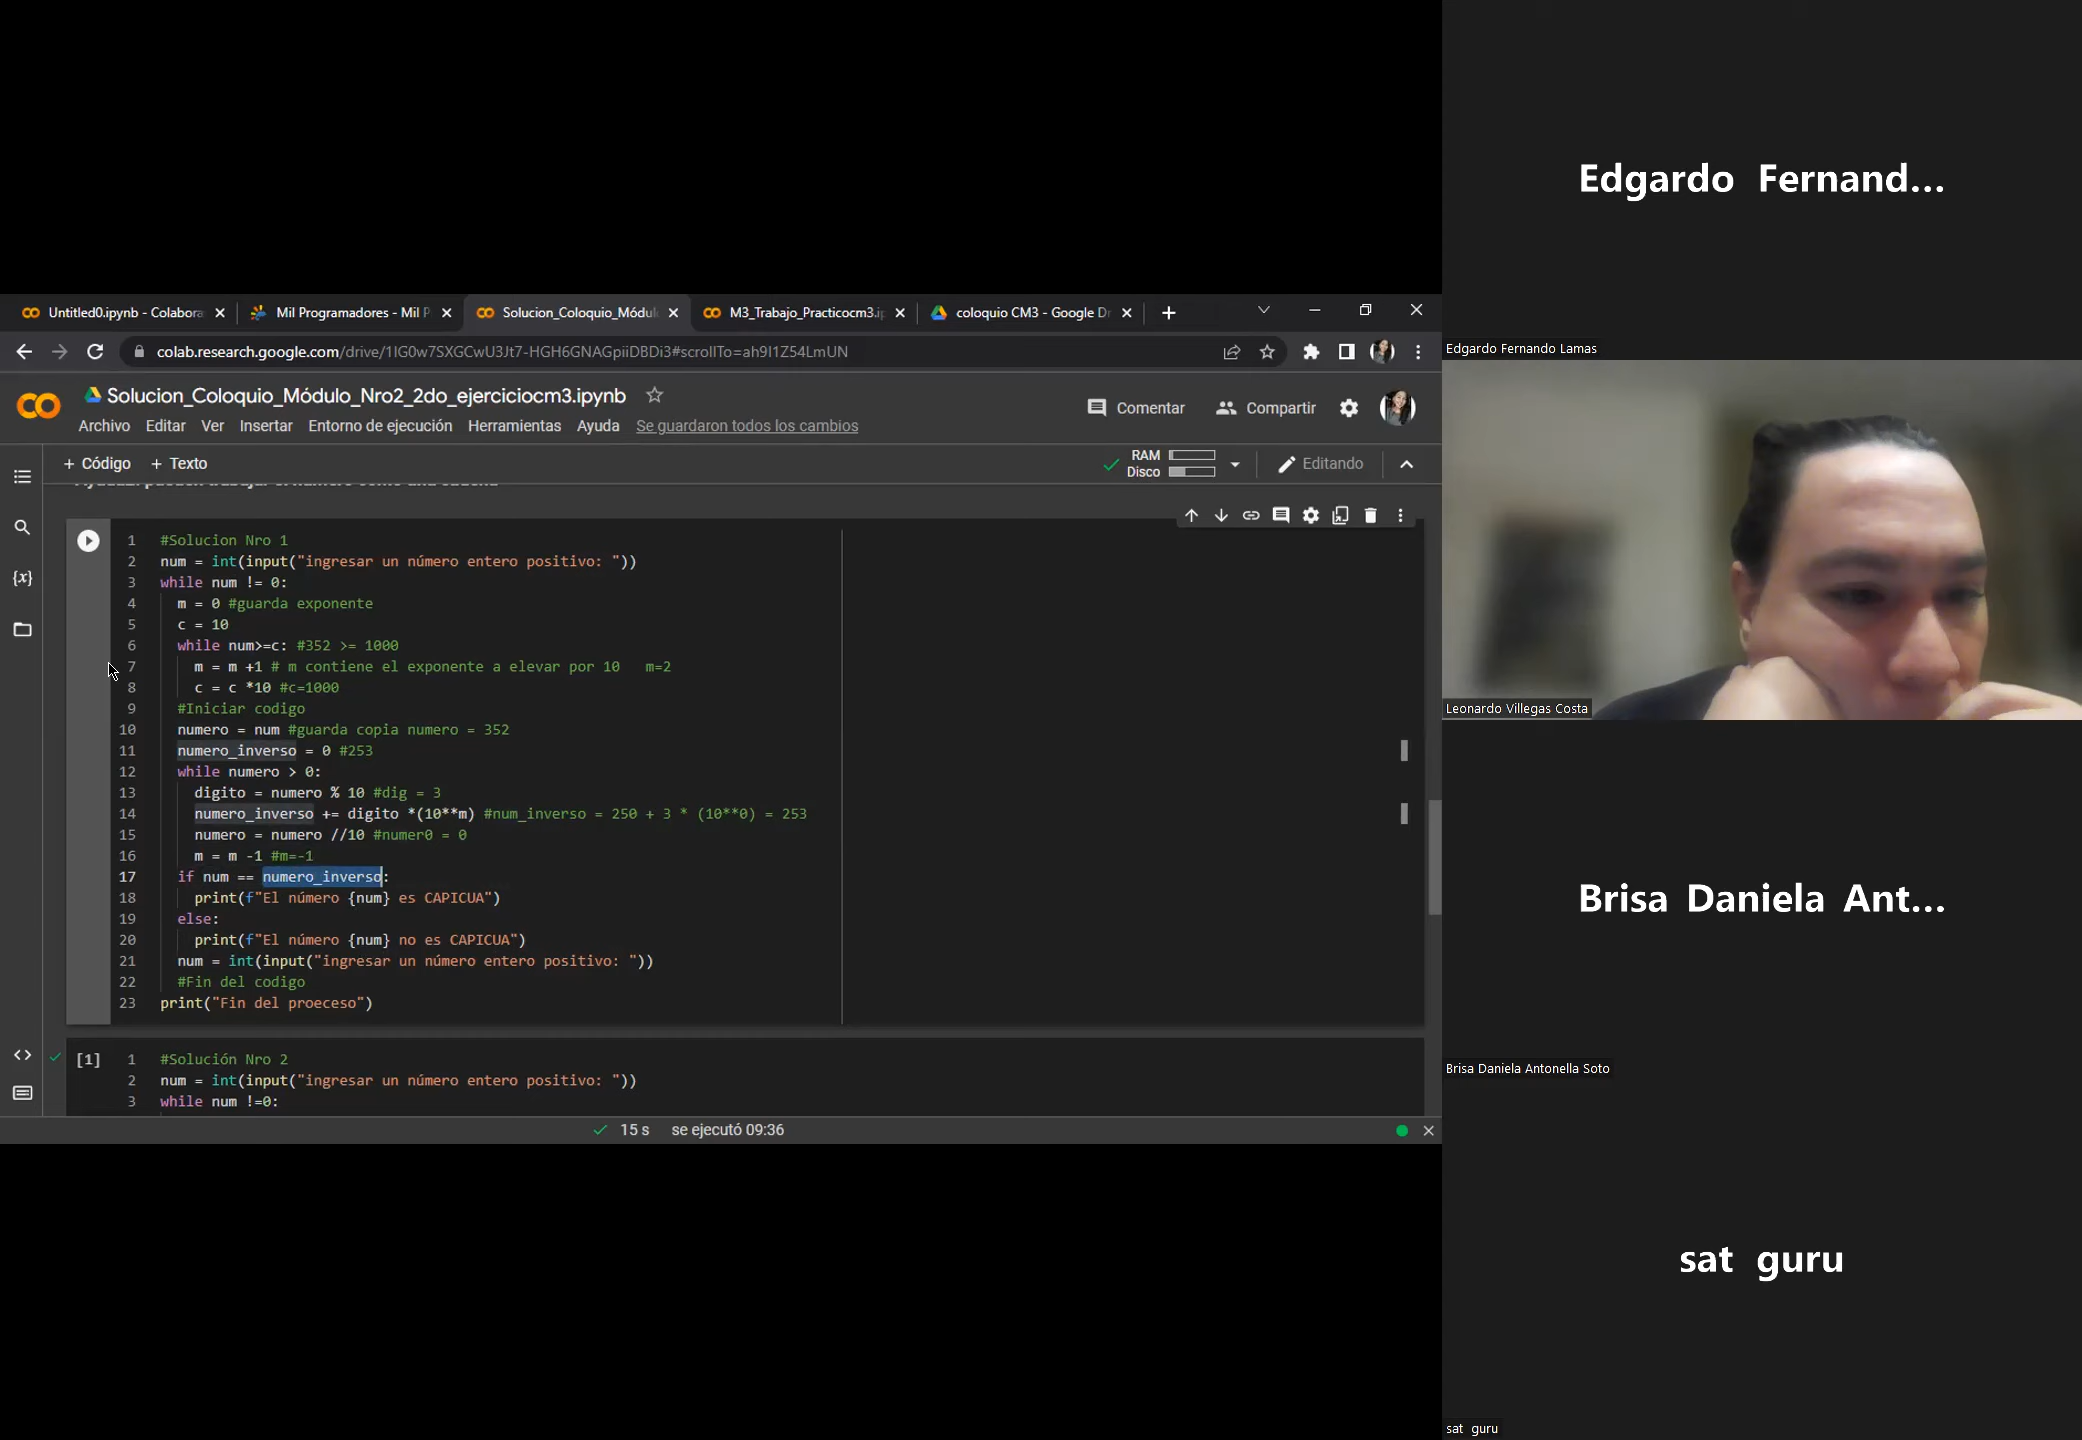 Untitled0.ipynb - Colabora
Mil Programadores - Mil P
Solucion_Coloquio_Módul
M3_Trabajo_Practicocm3.i
coloquio CM3 - Google Dr
colab.research.google.com/drive/1IG0w7SXGCwU3Jt7-HGH6GNAGpiiDBDi3#scrollTo=ah9I1Z54LmUN
CO
Solucion_Coloquio_Módulo_Nro2_2do_ejerciciocm3.ipynb
Comentar
Compartir
Archivo Editar Ver Insertar Entorno de ejecución Herramientas Ayuda Se guardaron todos los cambios
+ Código + Texto
RAM
Disco
Editando
1 #Solucion Nro 1
2 num = int(input("ingresar un número entero positivo: "))
3 while num != 0:
4 m = 0 #guarda exponente
5 c = 10
6 while num>=c: #352 >= 1000
7 m = m +1 # m contiene el exponente a elevar por 10 m=2
8 c = c *10 #c=1000
9 #Iniciar codigo
10 numero = num #guarda copia numero = 352
11 numero_inverso = 0 #253
12 while numero > 0:
13 digito = numero % 10 #dig = 3
14 numero_inverso += digito *(10**m) #num_inverso = 250 + 3 * (10**0) = 253
15 numero = numero //10 #numer0 = 0
16 m = m -1 #m=-1
17 if num == numero_inverso:
18 print(f"El número {num} es CAPICUA")
19 else:
20 print(f"El número {num} no es CAPICUA")
21 num = int(input("ingresar un número entero positivo: "))
22 #Fin del codigo
23 print("Fin del proeceso")
[1] 1 #Solución Nro 2
2 num = int(input("ingresar un número entero positivo: "))
3 while num !=0:
15 s se ejecutó 09:36
Edgardo Fernand...
Edgardo Fernando Lamas
Leonardo Villegas Costa
Brisa Daniela Ant...
Brisa Daniela Antonella Soto
sat guru
sat guru